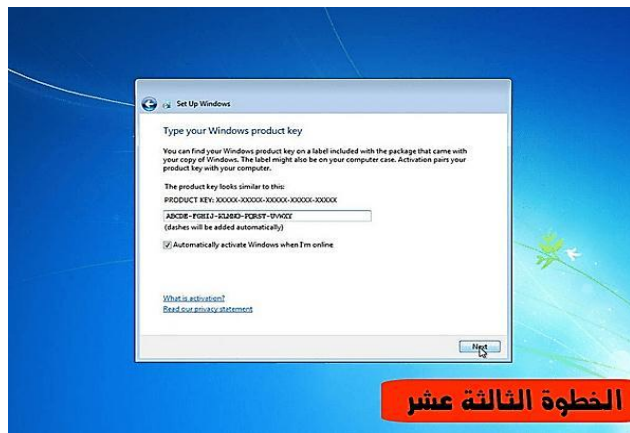 Set Up Windows
Type your Windows product key
You can find your Windows product key on a label included with the package that came with
your copy of Windows. The label might also be on your computer case. Activation pairs your
product key with your computer.
The product key looks similar to this:
PRODUCT KEY: XXXXX-XXXXX-XXXXX-XXXXX-XXXXX
ABCDE-FGHIJ-KLMNO-PQRST-UVWXY
(dashes will be added automatically)
Automatically activate Windows when I'm online
What is activation?
Read our privacy statement
Next
الخطوة الثالثة عشر